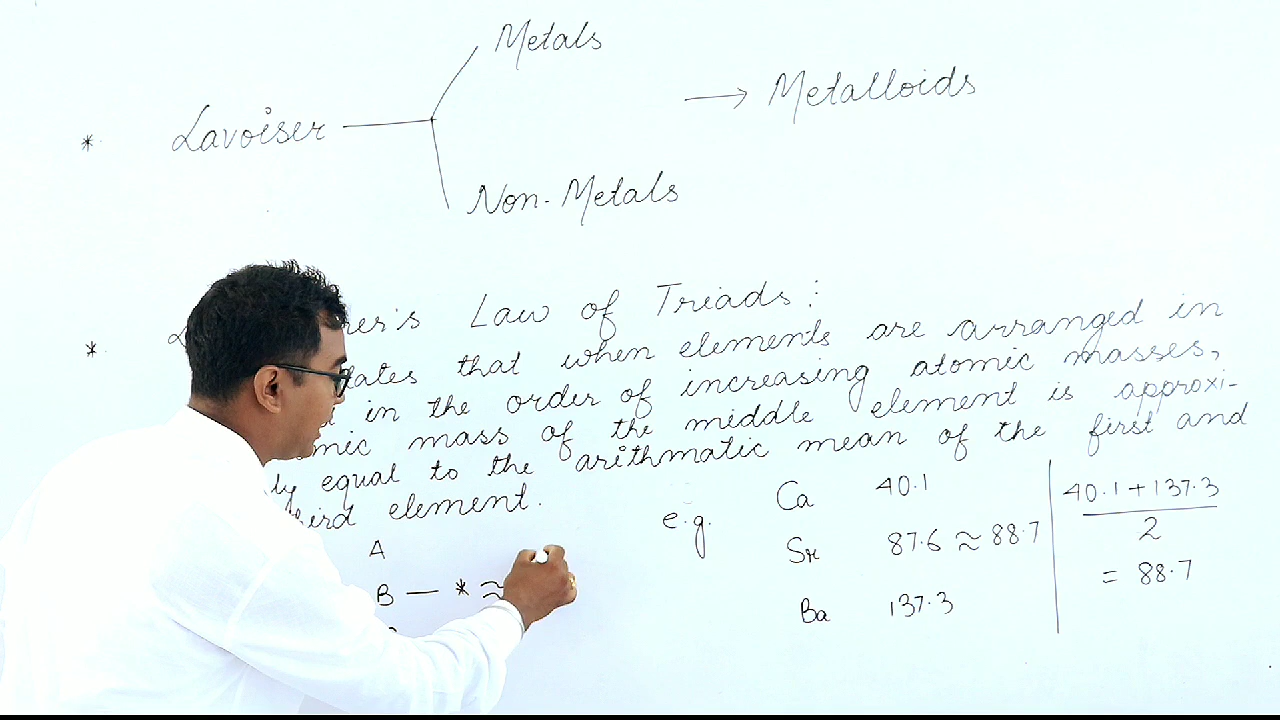 Metals
→ Metalloids
* Lavoiser
Non-Metals
* Law of Triads :
that when elements are arranged in
in the order of increasing atomic masses,
mass of the middle element is approxi-
equal to the arithmatic mean of the first and
element.
A
B — * ≈
e.g.
Ca 40.1
Sr 87.6 ≈ 88.7
Ba 137.3
40.1 + 137.3
2
= 88.7